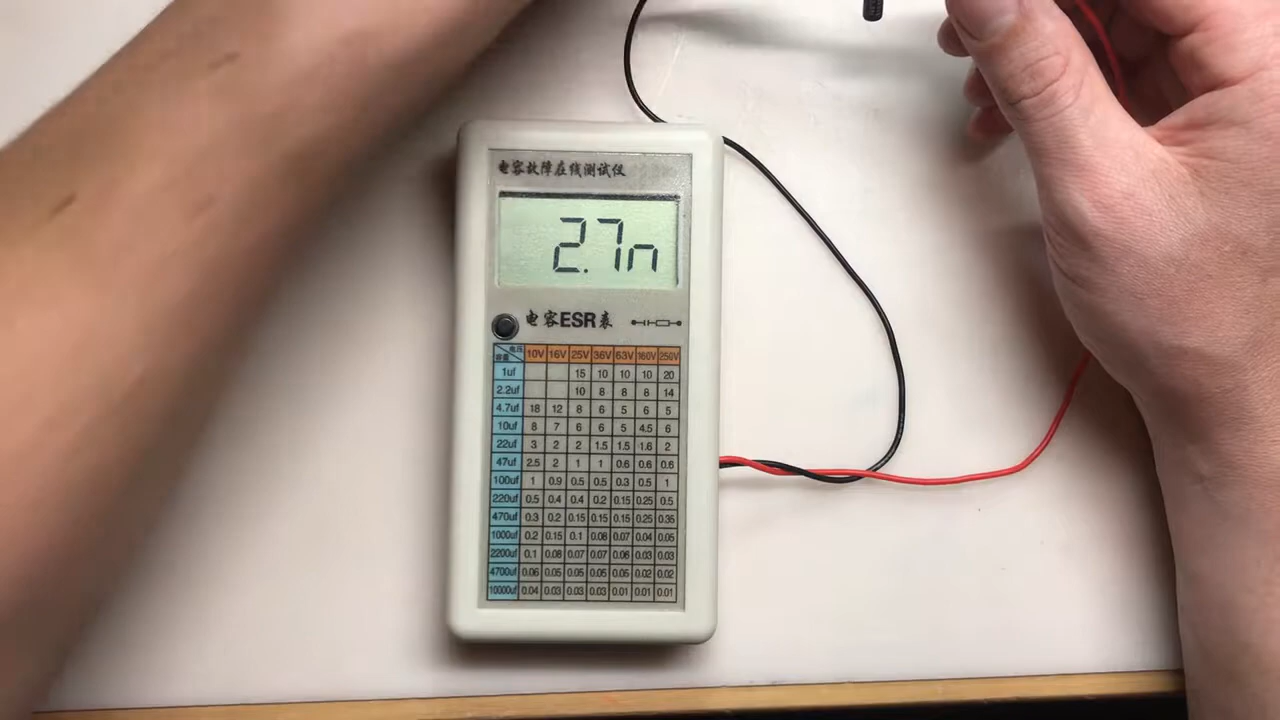 电容故障在线测试仪
2.7n
电容ESR表
电压 容量 10V 16V 25V 36V 63V 160V 250V
1uf 15 10 10 10 20
2.2uf 10 8 8 8 14
4.7uf 18 12 8 6 5 6 5
10uf 8 7 6 6 5 4.5 6
22uf 3 2 2 1.5 1.5 1.6 2
47uf 2.5 2 1 1 0.6 0.6 0.6
100uf 1 0.9 0.5 0.5 0.3 0.5 1
220uf 0.5 0.4 0.4 0.2 0.15 0.25 0.5
470uf 0.3 0.2 0.15 0.15 0.15 0.25 0.35
1000uf 0.2 0.15 0.1 0.08 0.07 0.04 0.05
2200uf 0.1 0.08 0.07 0.07 0.06 0.03 0.03
4700uf 0.06 0.05 0.05 0.05 0.05 0.02 0.02
10000uf 0.04 0.03 0.03 0.03 0.01 0.01 0.01